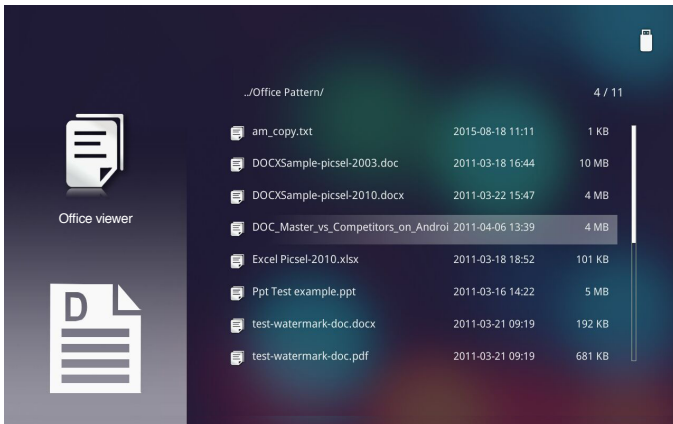 ../Office Pattern/ 4 / 11
am_copy.txt 2015-08-18 11:11 1 KB
DOCXSample-picsel-2003.doc 2011-03-18 16:44 10 MB
DOCXSample-picsel-2010.docx 2011-03-22 15:47 4 MB
Office viewer
DOC_Master_vs_Competitors_on_Androi 2011-04-06 13:39 4 MB
Excel Picsel-2010.xlsx 2011-03-18 18:52 101 KB
Ppt Test example.ppt 2011-03-16 14:22 5 MB
D
test-watermark-doc.docx 2011-03-21 09:19 192 KB
test-watermark-doc.pdf 2011-03-21 09:19 681 KB